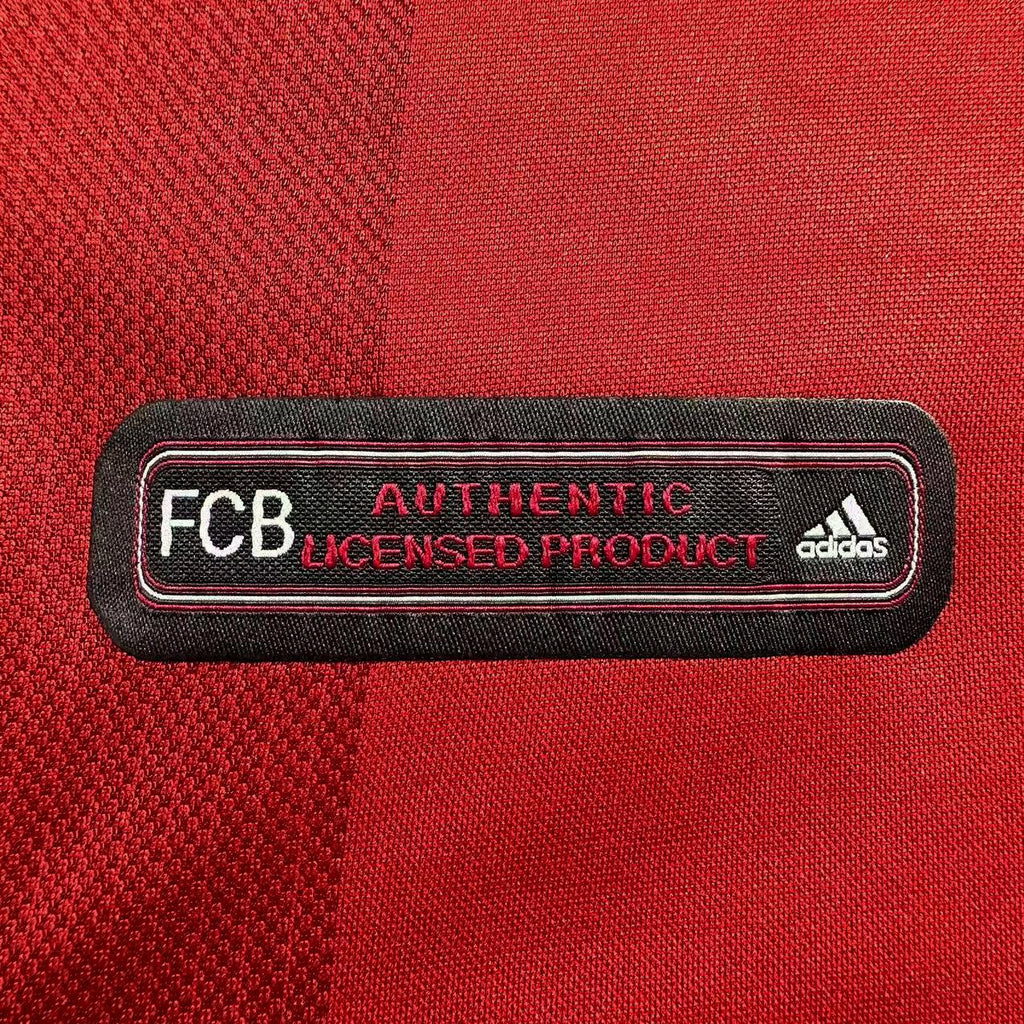 FCB
AUTHENTIC
LICENSED PRODUCT
adidas